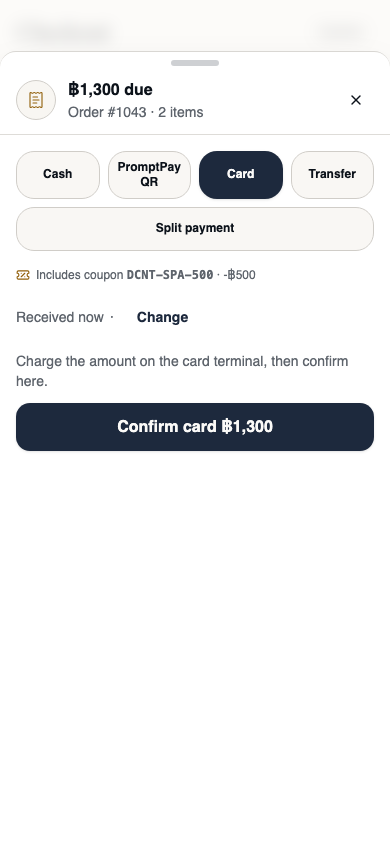 ฿1,300 due
Order #1043 · 2 items
Cash
PromptPay
QR
Card
Transfer
Split payment
Includes coupon DCNT-SPA-500 · -฿500
Received now · Change
Charge the amount on the card terminal, then confirm
here.
Confirm card ฿1,300